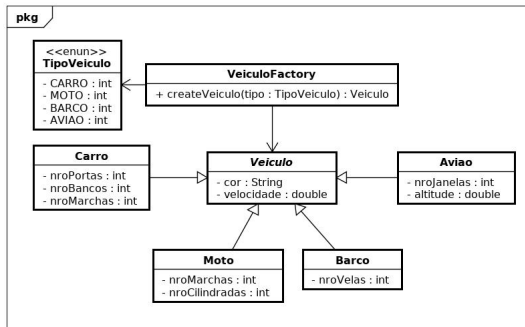 pkg
<<enun>>
TipoVeiculo
- CARRO : int
- MOTO : int
- BARCO : int
- AVIAO : int
VeiculoFactory
+ createVeiculo(tipo : TipoVeiculo) : Veiculo
Carro
- nroPortas : int
- nroBancos : int
- nroMarchas : int
Veiculo
- cor : String
- velocidade : double
Aviao
- nroJanelas : int
- altitude : double
Moto
- nroMarchas : int
- nroCilindradas : int
Barco
- nroVelas : int